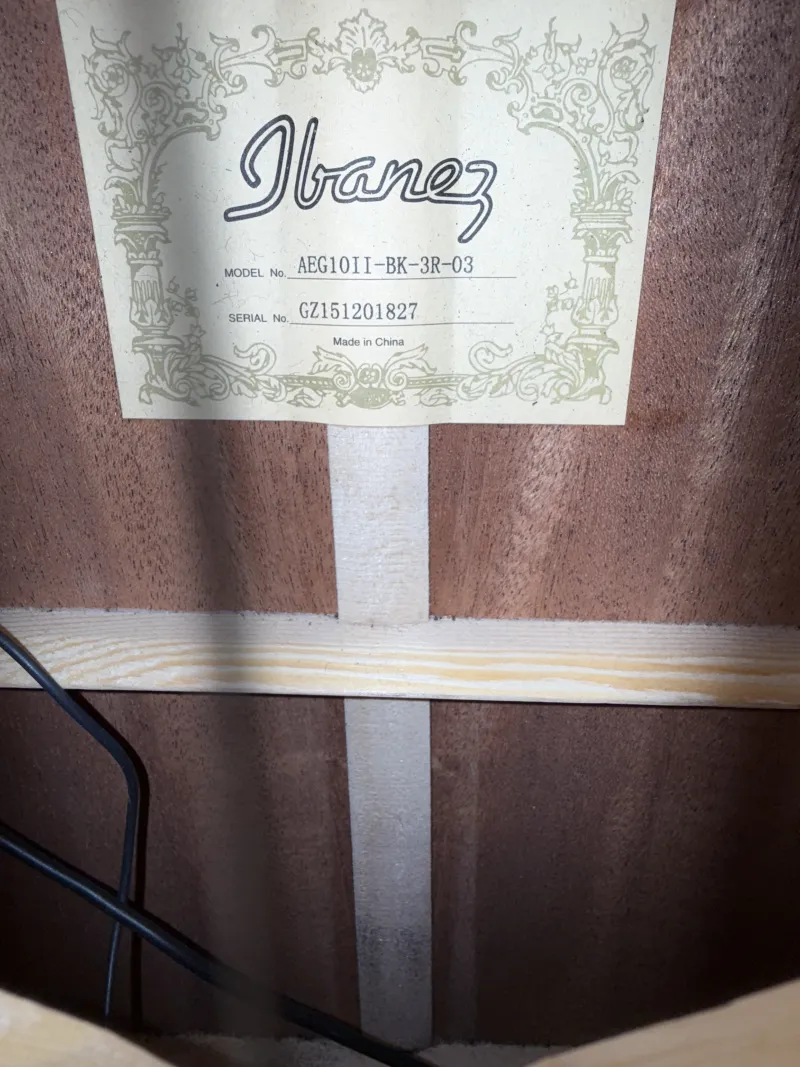 Ibanez
MODEL No. AEG10II-BK-3R-03
SERIAL No. GZ151201827
Made in China